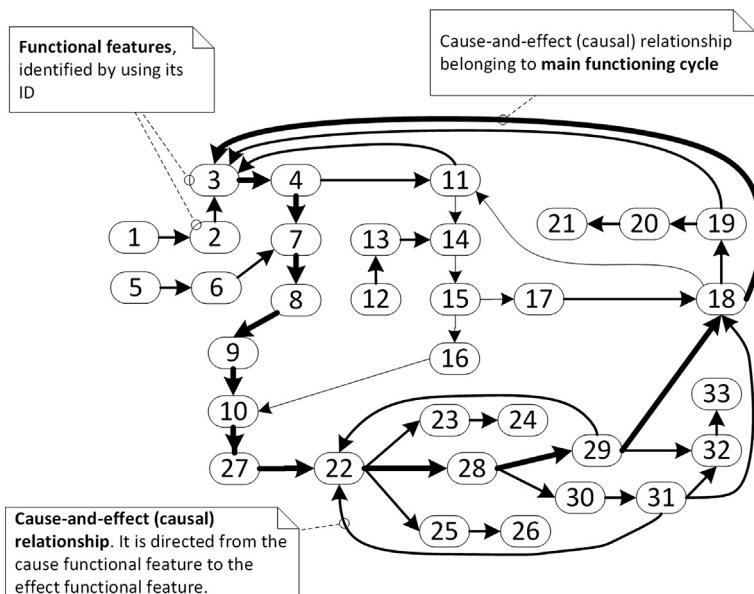 Functional features,
identified by using its
ID
Cause-and-effect (causal) relationship
belonging to main functioning cycle
3 4 11
1 2 7 13 14 21 20 19
5 6 8 12 15 17 18
9 16
10 23 24 33
27 22 28 29 32
30 31
25 26
Cause-and-effect (causal)
relationship. It is directed from the
cause functional feature to the
effect functional feature.